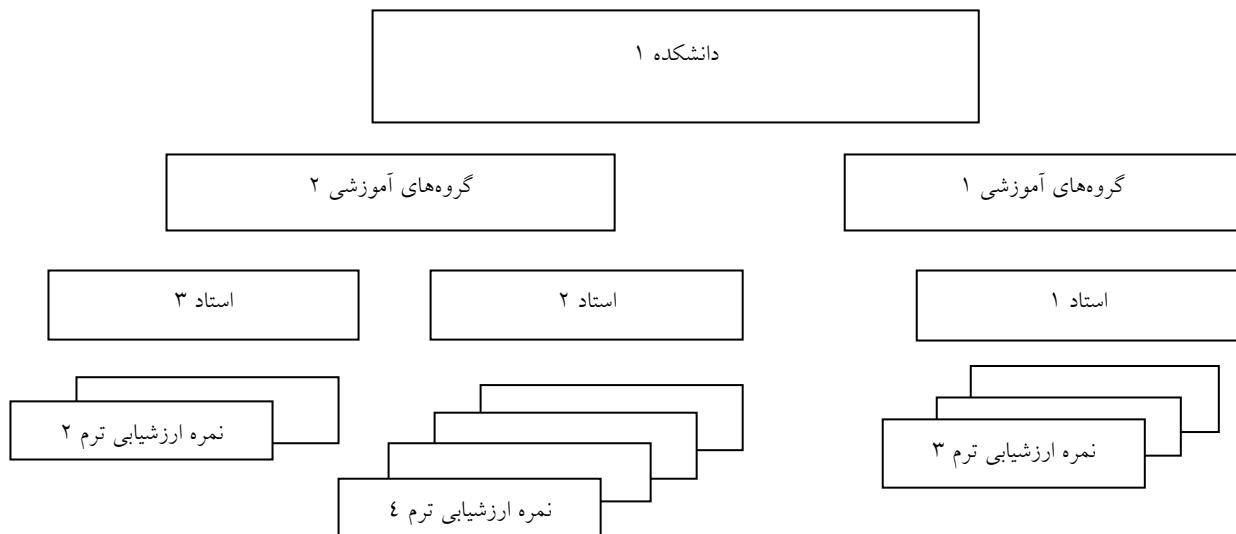 دانشکده ۱
گروه‌های آموزشی ۱
گروه‌های آموزشی ۲
استاد ۱
استاد ۲
استاد ۳
نمره ارزشیابی ترم ۳
نمره ارزشیابی ترم ٤
نمره ارزشیابی ترم ۲